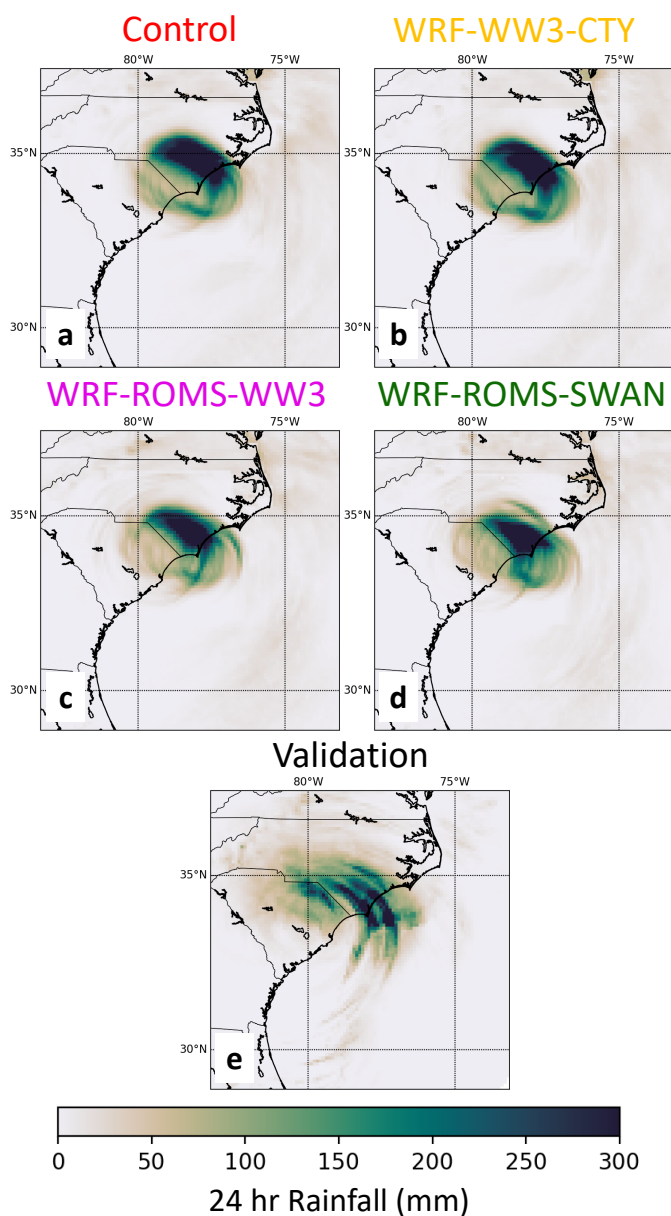 Control
WRF-WW3-CTY
80°W 75°W
80°W 75°W
35°N
35°N
30°N
30°N
a
b
WRF-ROMS-WW3
WRF-ROMS-SWAN
80°W 75°W
80°W 75°W
35°N
35°N
30°N
30°N
c
d
Validation
80°W 75°W
35°N
30°N
e
0 50 100 150 200 250 300
24 hr Rainfall (mm)